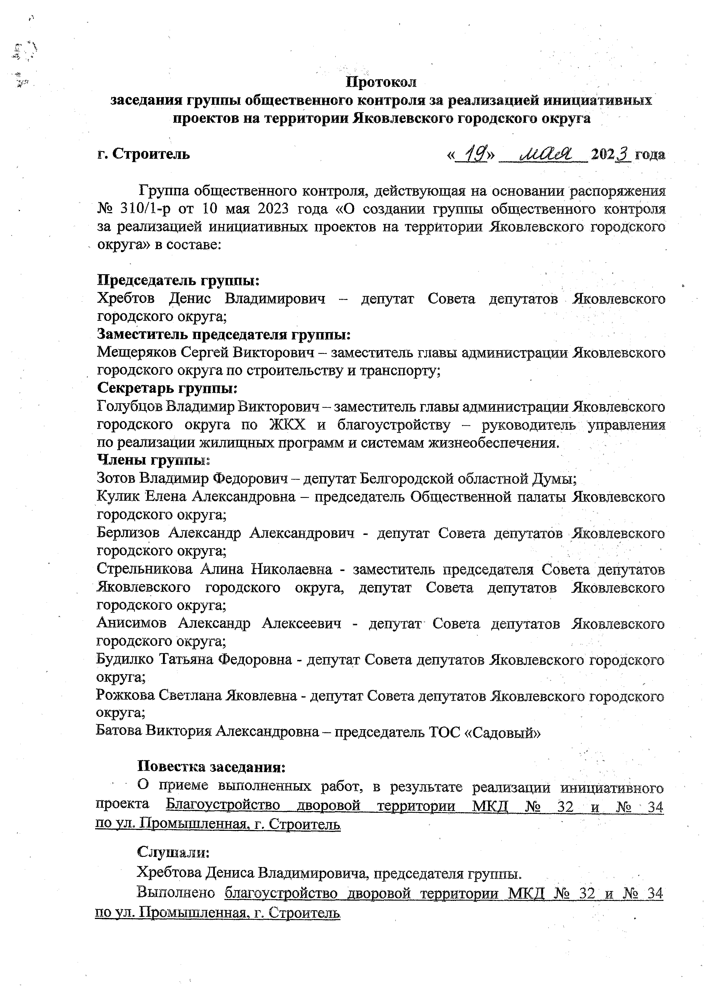 Протокол
заседания группы общественного контроля за реализацией инициативных
проектов на территории Яковлевского городского округа
г. Строитель «19» мая 2023 года
Группа общественного контроля, действующая на основании распоряжения
№ 310/1-р от 10 мая 2023 года «О создании группы общественного контроля
за реализацией инициативных проектов на территории Яковлевского городского
округа» в составе:
Председатель группы:
Хребтов Денис Владимирович – депутат Совета депутатов Яковлевского
городского округа;
Заместитель председателя группы:
Мещеряков Сергей Викторович – заместитель главы администрации Яковлевского
городского округа по строительству и транспорту;
Секретарь группы:
Голубцов Владимир Викторович – заместитель главы администрации Яковлевского
городского округа по ЖКХ и благоустройству – руководитель управления
по реализации жилищных программ и системам жизнеобеспечения.
Члены группы:
Зотов Владимир Федорович – депутат Белгородской областной Думы;
Кулик Елена Александровна – председатель Общественной палаты Яковлевского
городского округа;
Берлизов Александр Александрович - депутат Совета депутатов Яковлевского
городского округа;
Стрельникова Алина Николаевна - заместитель председателя Совета депутатов
Яковлевского городского округа, депутат Совета депутатов Яковлевского
городского округа;
Анисимов Александр Алексеевич - депутат Совета депутатов Яковлевского
городского округа;
Будилко Татьяна Федоровна - депутат Совета депутатов Яковлевского городского
округа;
Рожкова Светлана Яковлевна - депутат Совета депутатов Яковлевского городского
округа;
Батова Виктория Александровна – председатель ТОС «Садовый»
Повестка заседания:
О приеме выполненных работ, в результате реализации инициативного
проекта Благоустройство дворовой территории МКД № 32 и № 34
по ул. Промышленная, г. Строитель
Слушали:
Хребтова Дениса Владимировича, председателя группы.
Выполнено благоустройство дворовой территории МКД № 32 и № 34
по ул. Промышленная, г. Строитель